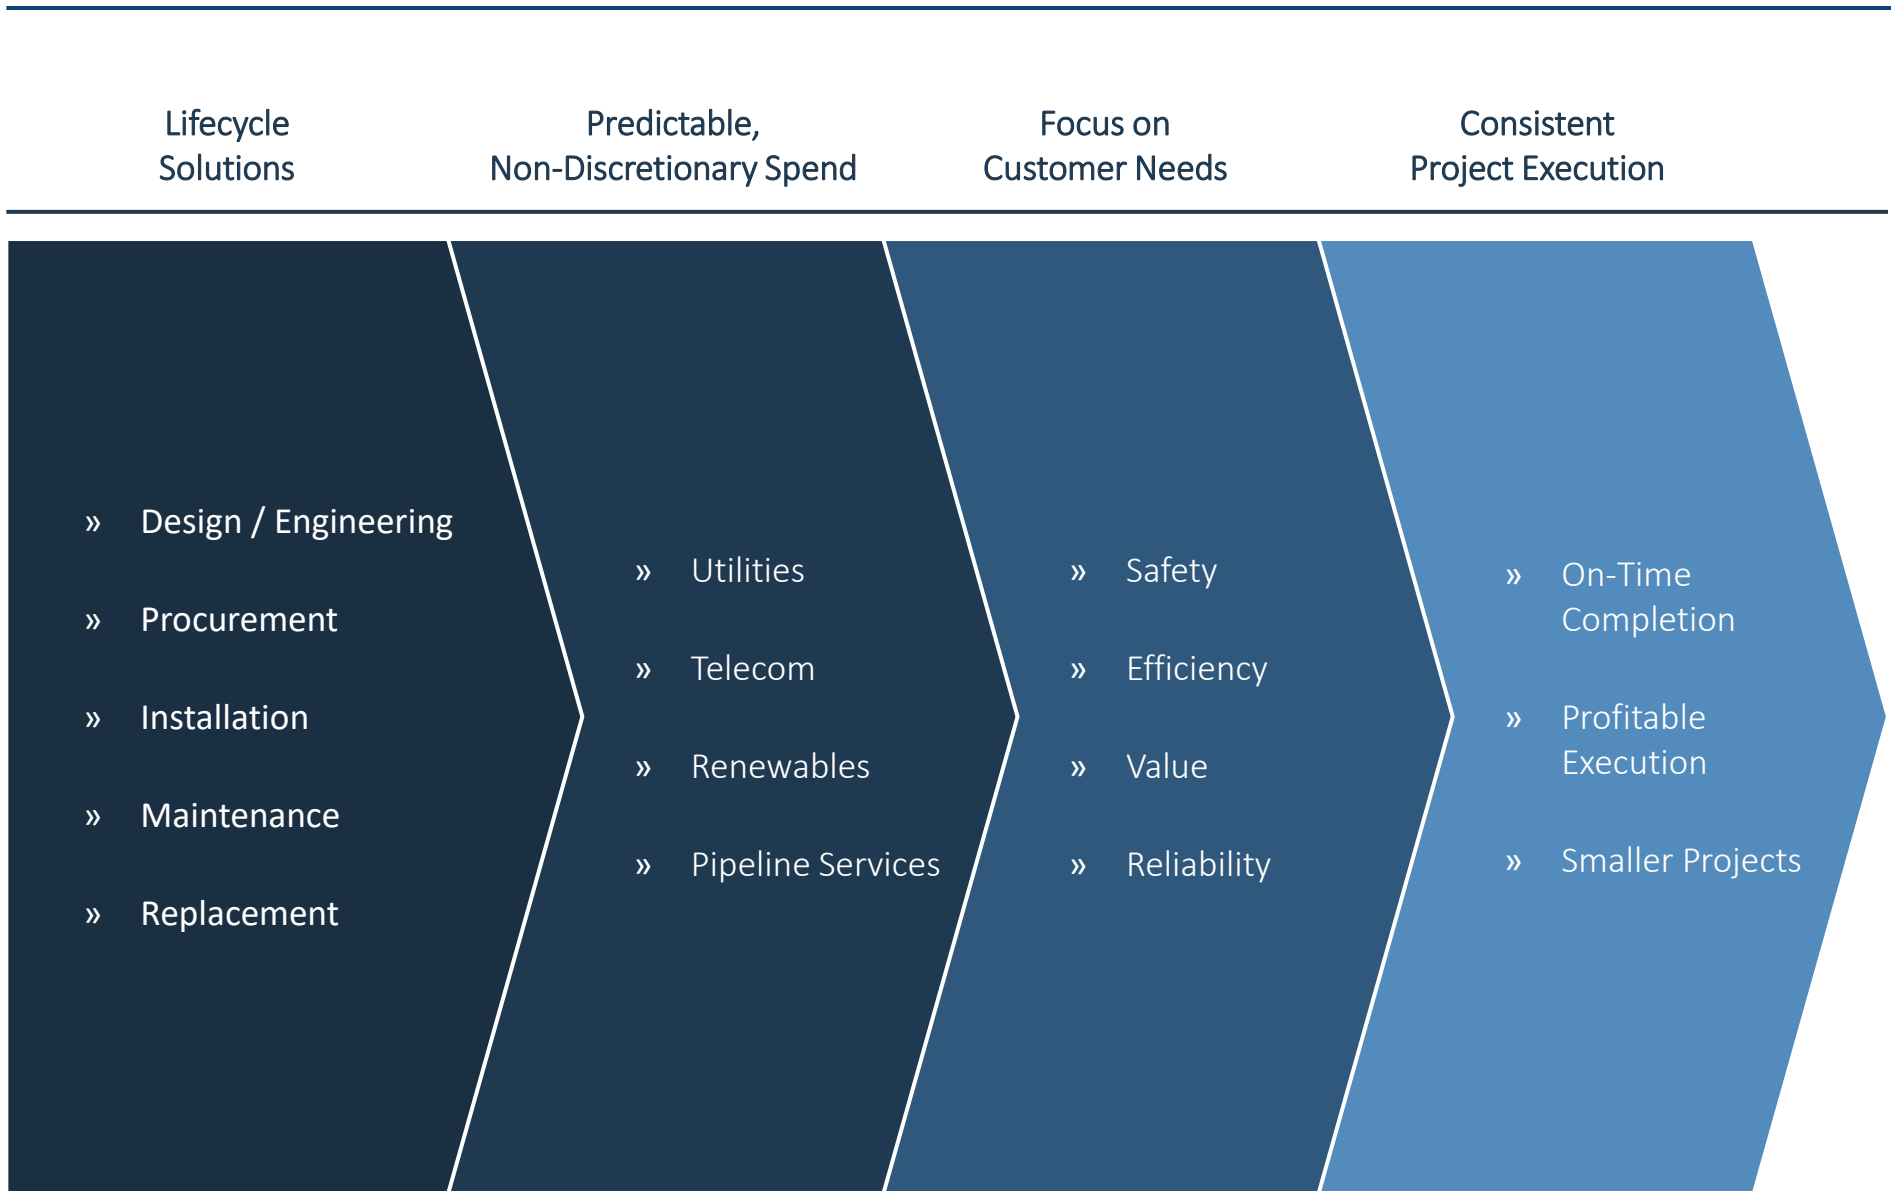 Lifecycle
Solutions
Predictable,
Non-Discretionary Spend
Focus on
Customer Needs
Consistent
Project Execution
» Design / Engineering
» Procurement
» Installation
» Maintenance
» Replacement
» Utilities
» Telecom
» Renewables
» Pipeline Services
» Safety
» Efficiency
» Value
» Reliability
» On-Time
Completion
» Profitable
Execution
» Smaller Projects